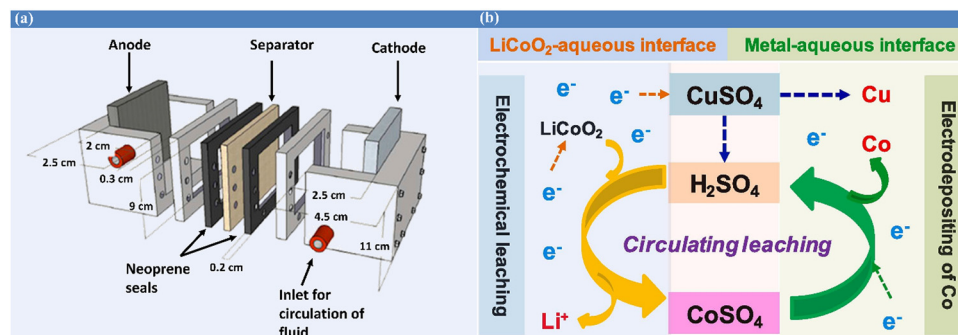 (a)
Anode
Separator
Cathode
2 cm
2.5 cm
0.3 cm
9 cm
2.5 cm
4.5 cm
11 cm
Neoprene
seals
0.2 cm
Inlet for
circulation of
fluid
(b)
LiCoO₂-aqueous interface
Metal-aqueous interface
Electrochemical leaching
e⁻
e⁻
CuSO₄
Cu
LiCoO₂
e⁻
e⁻
Co
e⁻
H₂SO₄
e⁻
e⁻
Circulating leaching
Li⁺
CoSO₄
e⁻
Electrodepositing of Co